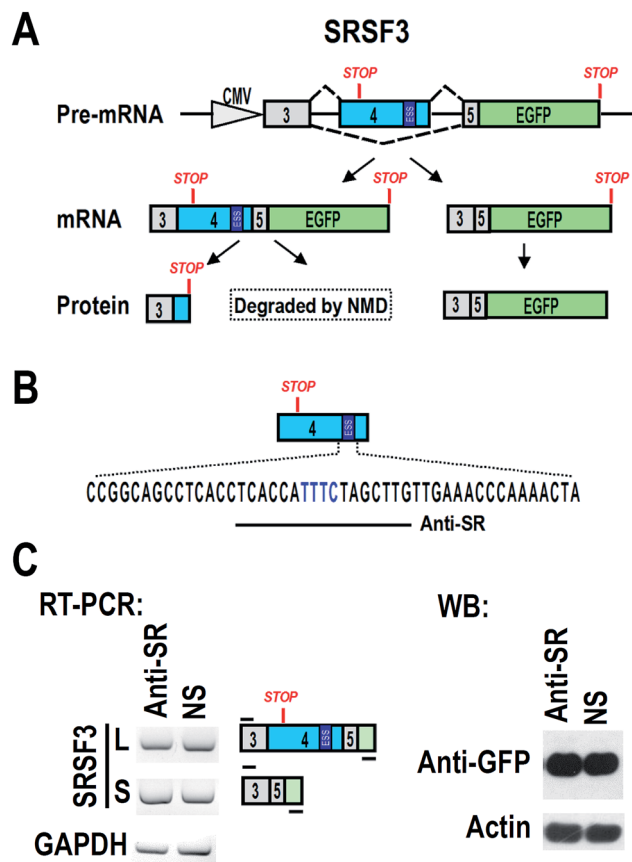 A
SRSF3
STOP STOP
CMV
Pre-mRNA 3 4 ESS 5 EGFP
STOP STOP STOP
mRNA 3 4 ESS 5 EGFP 3 5 EGFP
STOP
Protein 3 Degraded by NMD 3 5 EGFP
B
STOP
4 ESS
CCGGCAGCCTCACCTCACCATTTCTAGCTTGTTGAAACCCAAAACTA
Anti-SR
C
RT-PCR: WB:
Anti-SR NS Anti-SR NS
STOP
SRSF3 L 3 4 ESS 5
S 3 5
GAPDH
Anti-GFP
Actin